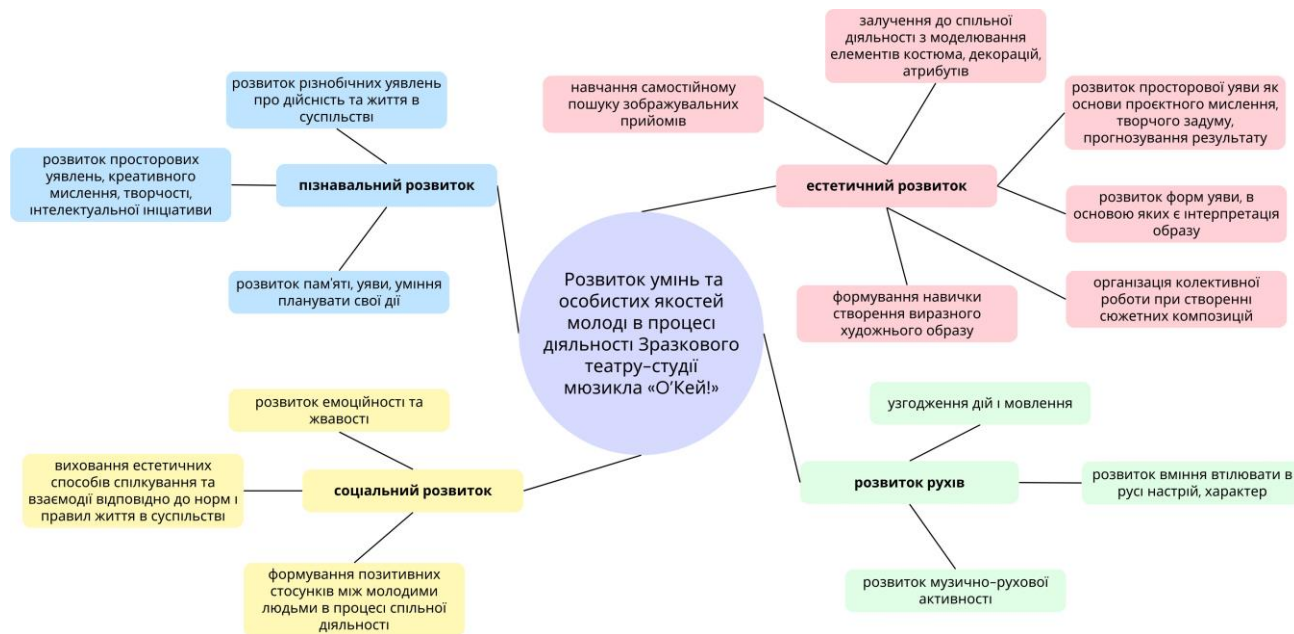 розвиток різнобічних уявлень
про дійсність та життя в
суспільстві
розвиток просторових
уявлень, креативного
мислення, творчості,
інтелектуальної ініціативи
пізнавальний розвиток
розвиток пам'яті, уяви, уміння
планувати свої дії
залучення до спільної
діяльності з моделювання
елементів костюма, декорацій,
атрибутів
навчання самостійному
пошуку зображувальних
прийомів
розвиток просторової уяви як
основи проєктного мислення,
творчого задуму,
прогнозування результату
естетичний розвиток
розвиток форм уяви, в
основою яких є інтерпретація
образу
організація колективної
роботи при створенні
сюжетних композицій
формування навички
створення виразного
художнього образу
Розвиток умінь та
особистих якостей
молоді в процесі
діяльності Зразкового
театру–студії
мюзикла «О'Кей!»
розвиток емоційності та
жвавості
виховання естетичних
способів спілкування та
взаємодії відповідно до норм і
правил життя в суспільстві
соціальний розвиток
формування позитивних
стосунків між молодими
людьми в процесі спільної
діяльності
узгодження дій і мовлення
розвиток рухів
розвиток вміння втілювати в
русі настрій, характер
розвиток музично–рухової
активності